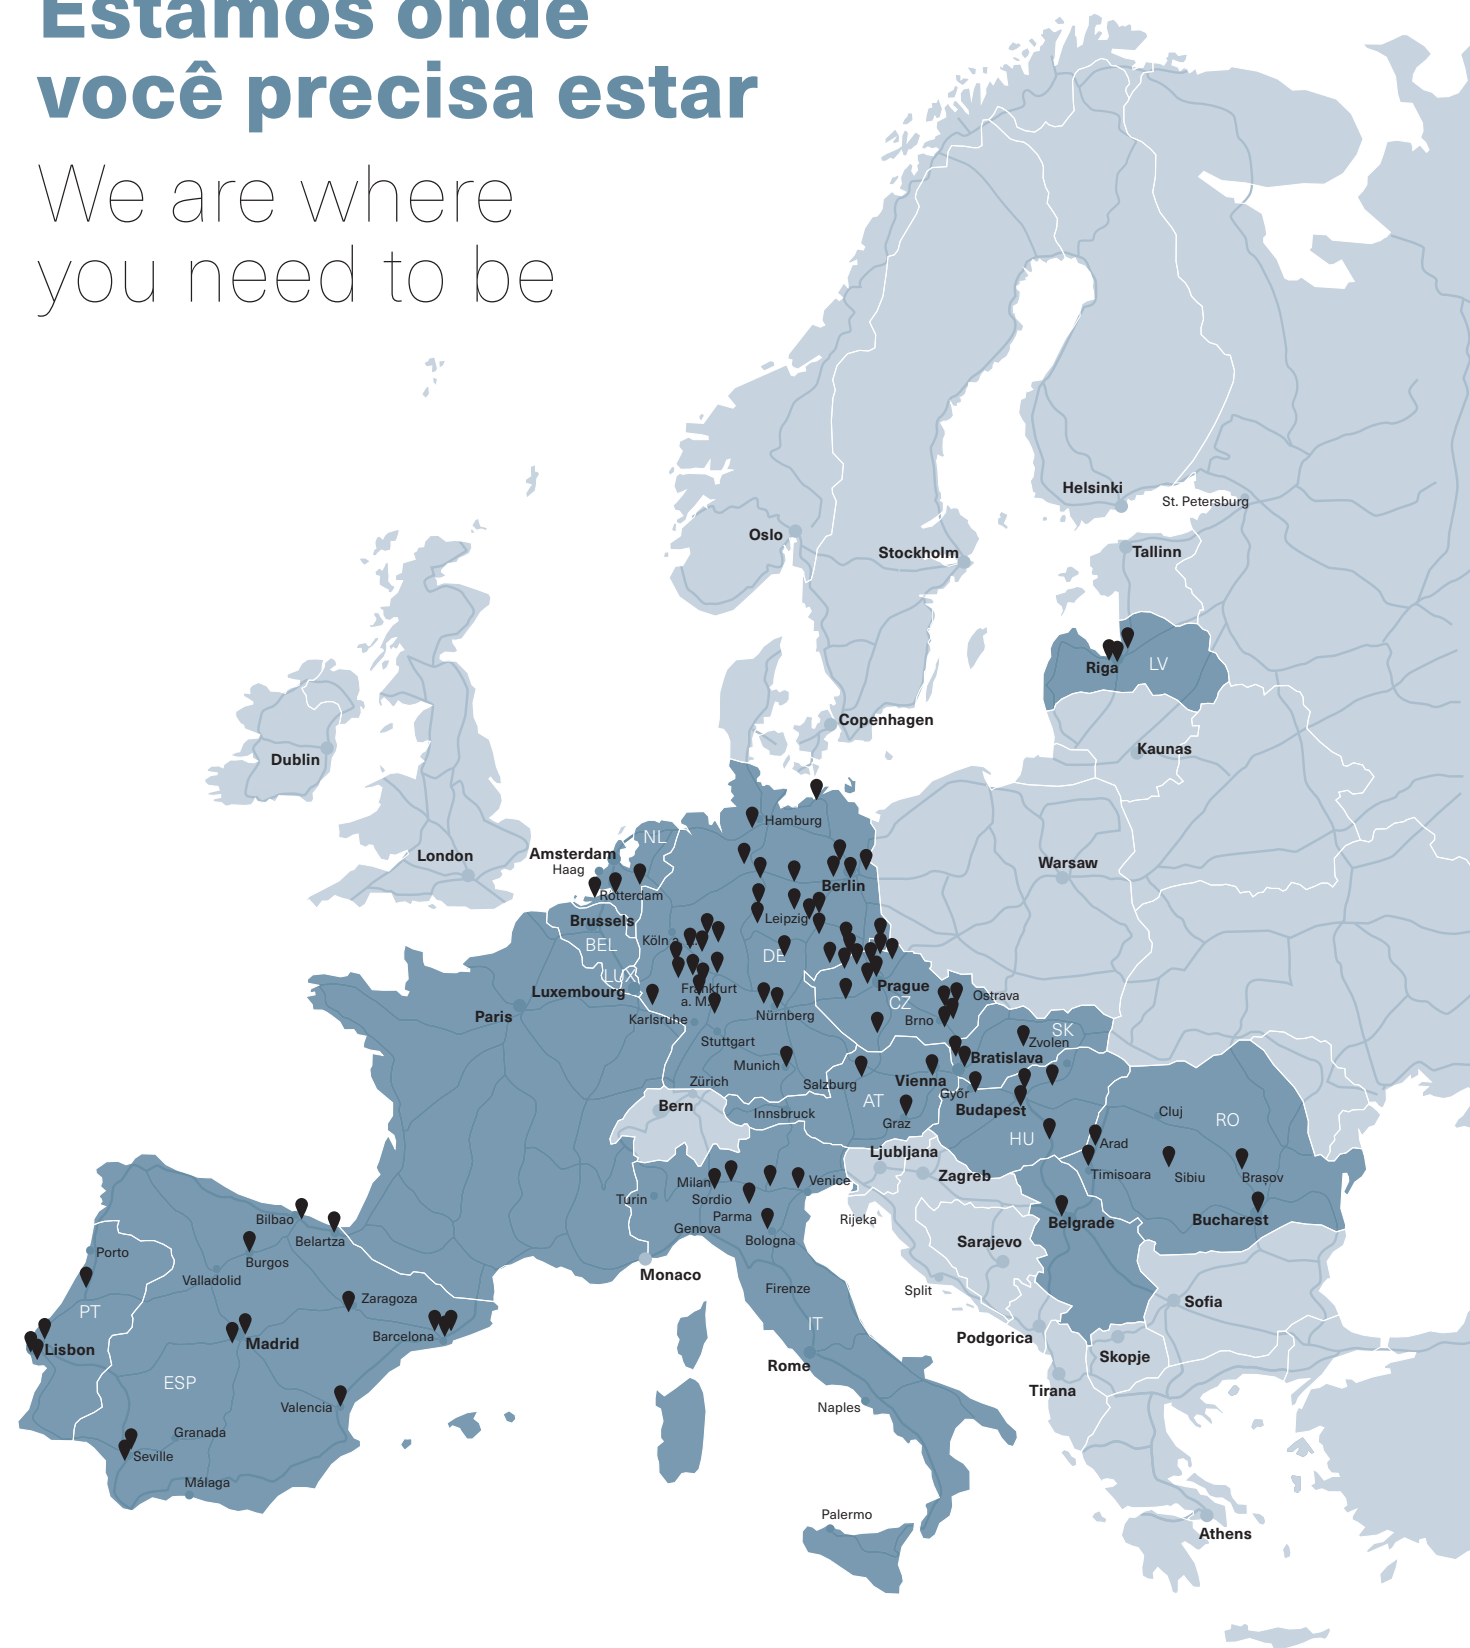 Estamos onde
você precisa estar
We are where
you need to be
Helsinki
St. Petersburg
Oslo
Stockholm
Tallinn
Riga
LV
Copenhagen
Kaunas
Dublin
Hamburg
NL
London
Amsterdam
Haag
Warsaw
Berlin
Rotterdam
Brussels
Leipzig
Köln a.
BEL
DE
LUX
Luxembourg
Frankfurt
a. M.
Prague
CZ
Ostrava
Paris
Karlsruhe
Nürnberg
Brno
SK
Stuttgart
Zvolen
Munich
Bratislava
Zürich
Salzburg
Vienna
Győr
Bern
Innsbruck
AT
Budapest
Cluj
RO
Graz
HU
Arad
Ljubljana
Timisoara
Sibiu
Brașov
Zagreb
Milan
Venice
Turin
Sordio
Parma
Genova
Bologna
Rijeka
Belgrade
Bucharest
Bilbao
Belartza
Sarajevo
Porto
Burgos
Valladolid
Monaco
Firenze
Split
Zaragoza
Sofia
PT
IT
Barcelona
Podgorica
Lisbon
Madrid
Skopje
Rome
ESP
Tirana
Valencia
Naples
Granada
Seville
Málaga
Palermo
Athens